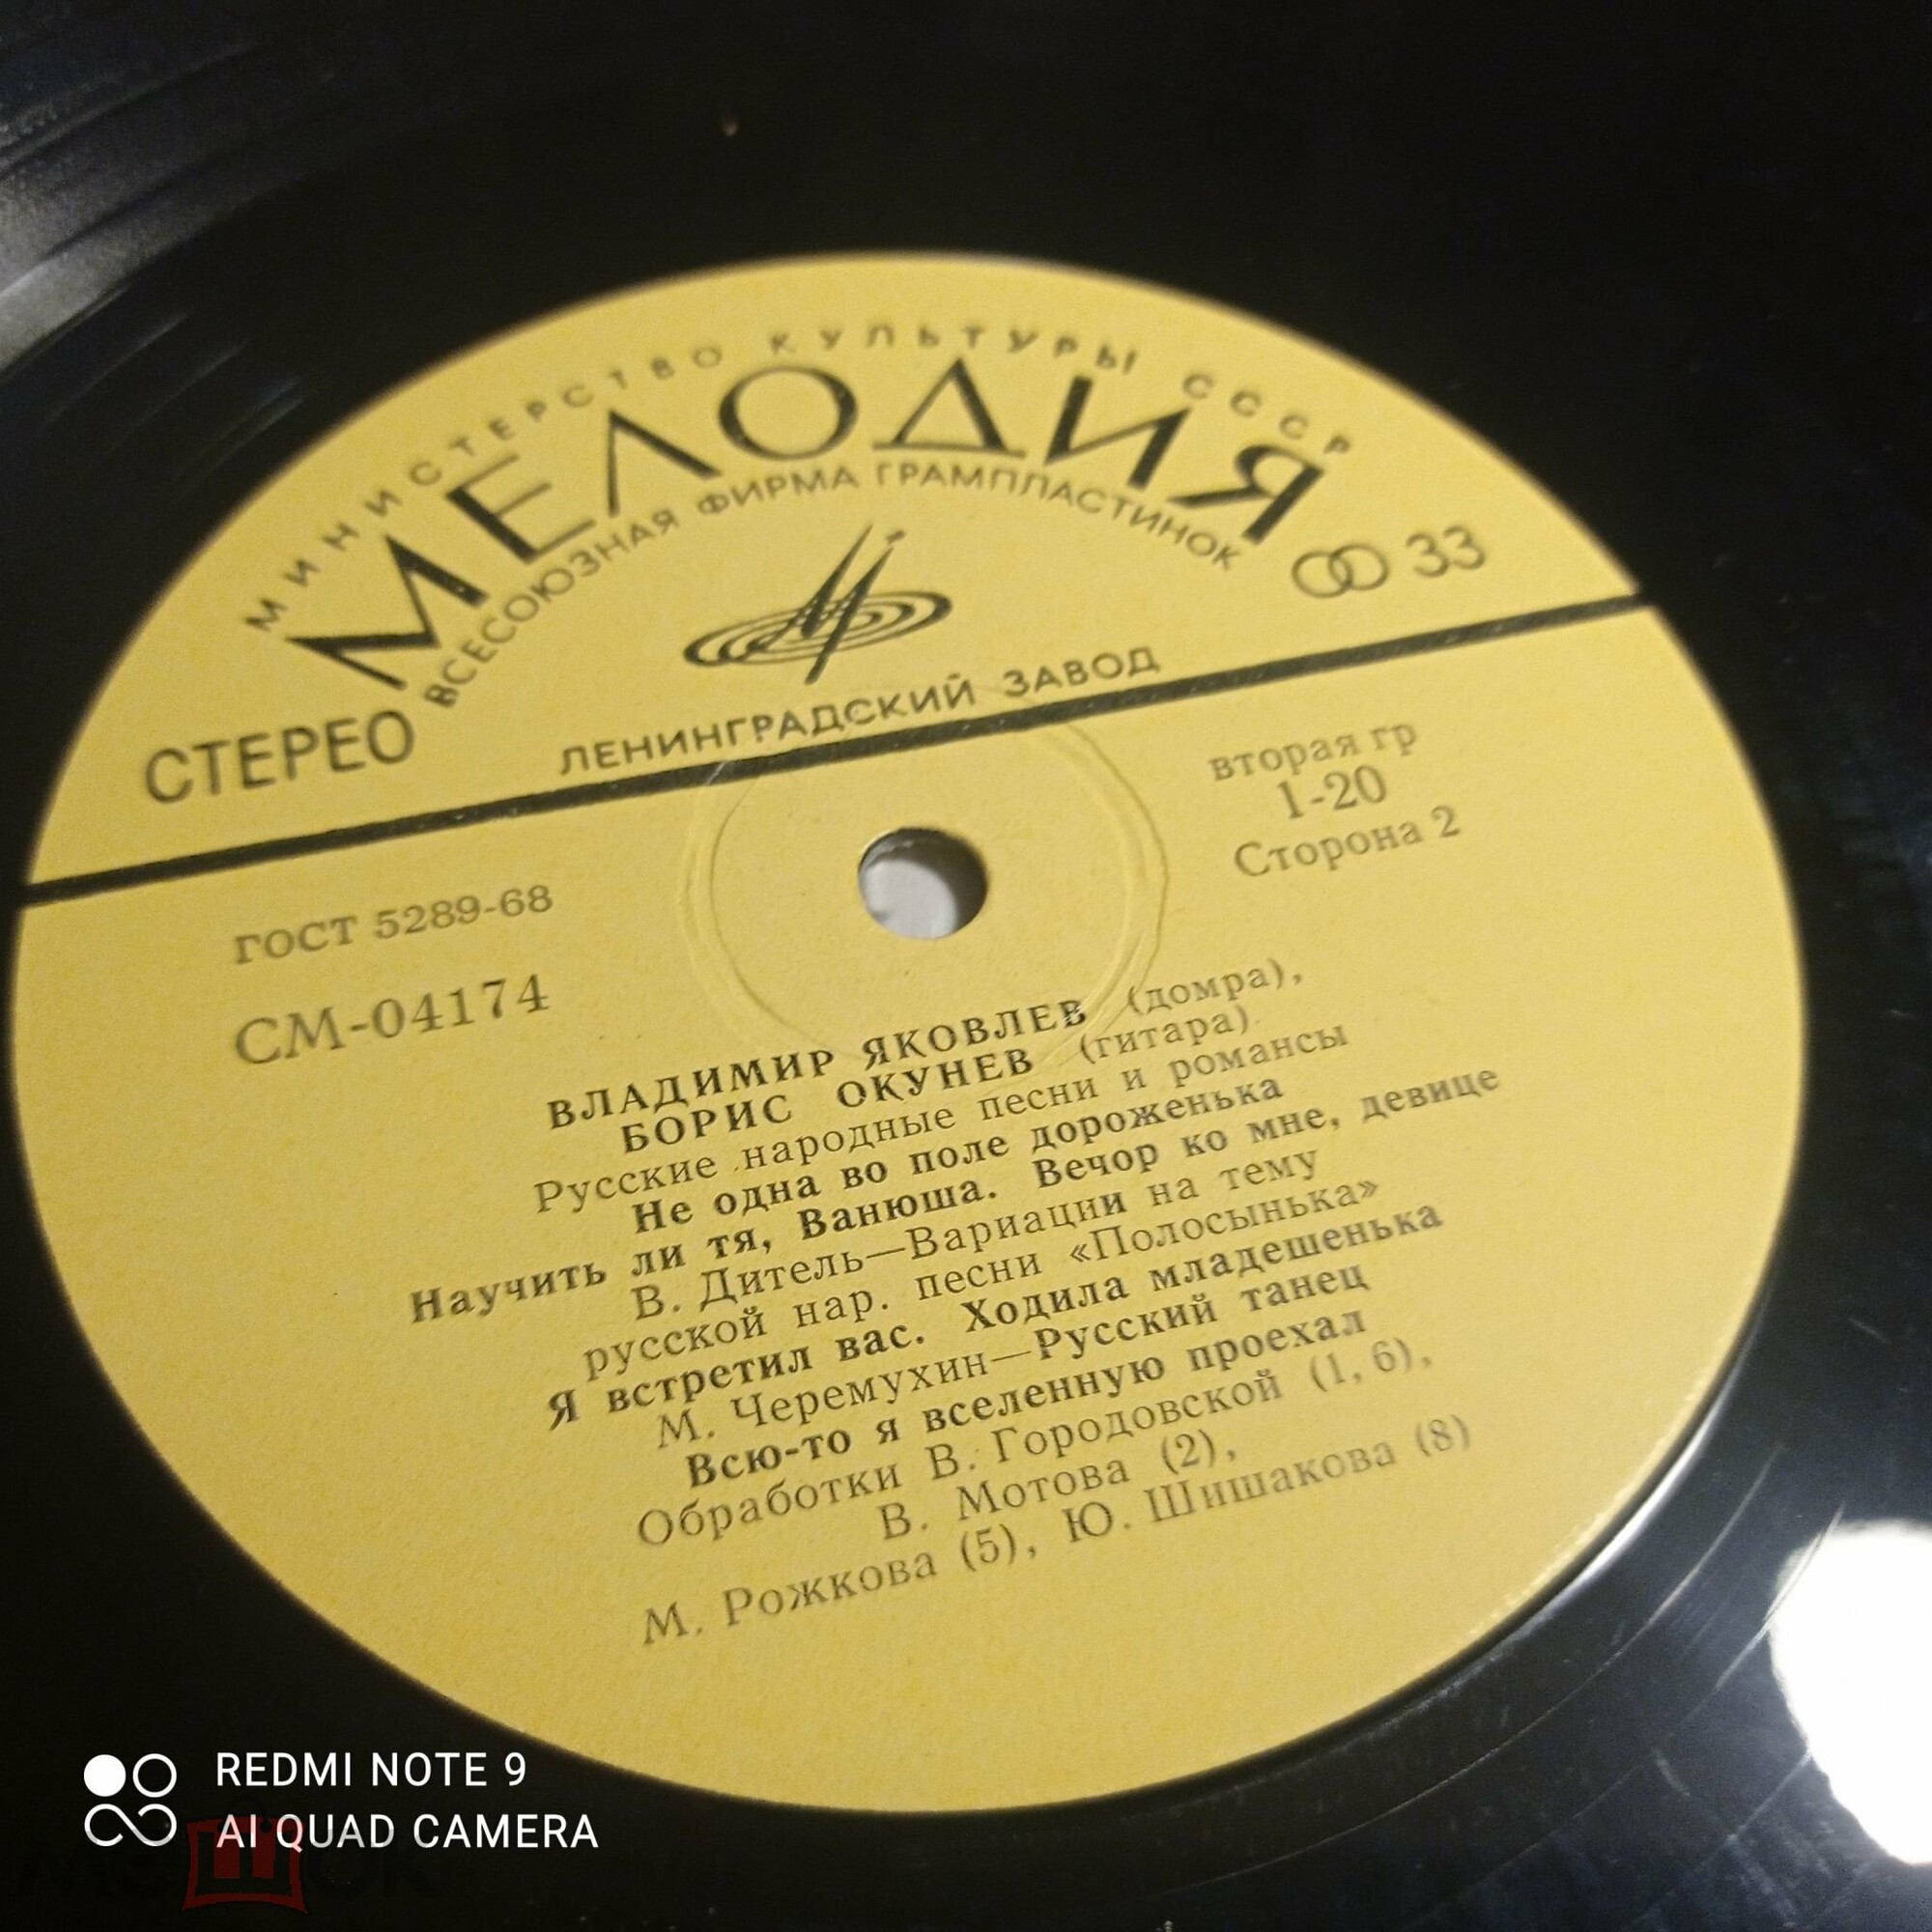 МИНИСТЕРСТВО КУЛЬТУРЫ СССР
МЕЛОДИЯ
ВСЕСОЮЗНАЯ ФИРМА ГРАМПЛАСТИНОК
33
СТЕРЕО
ЛЕНИНГРАДСКИЙ ЗАВОД
вторая гр
1-20
Сторона 2
ГОСТ 5289-68
СМ-04174
ВЛАДИМИР ЯКОВЛЕВ (домра),
БОРИС ОКУНЕВ (гитара)
Русские народные песни и романсы
Не одна во поле дороженька
Научить ли тя, Ванюша. Вечор ко мне, девице
В. Дитель—Вариации на тему
русской нар. песни «Полосынька»
Я встретил вас. Ходила младешенька
М. Черемухин—Русский танец
Всю-то я вселенную проехал
Обработки В. Городовской (1, 6),
В. Мотова (2),
М. Рожкова (5), Ю. Шишакова (8)
REDMI NOTE 9
AI QUAD CAMERA